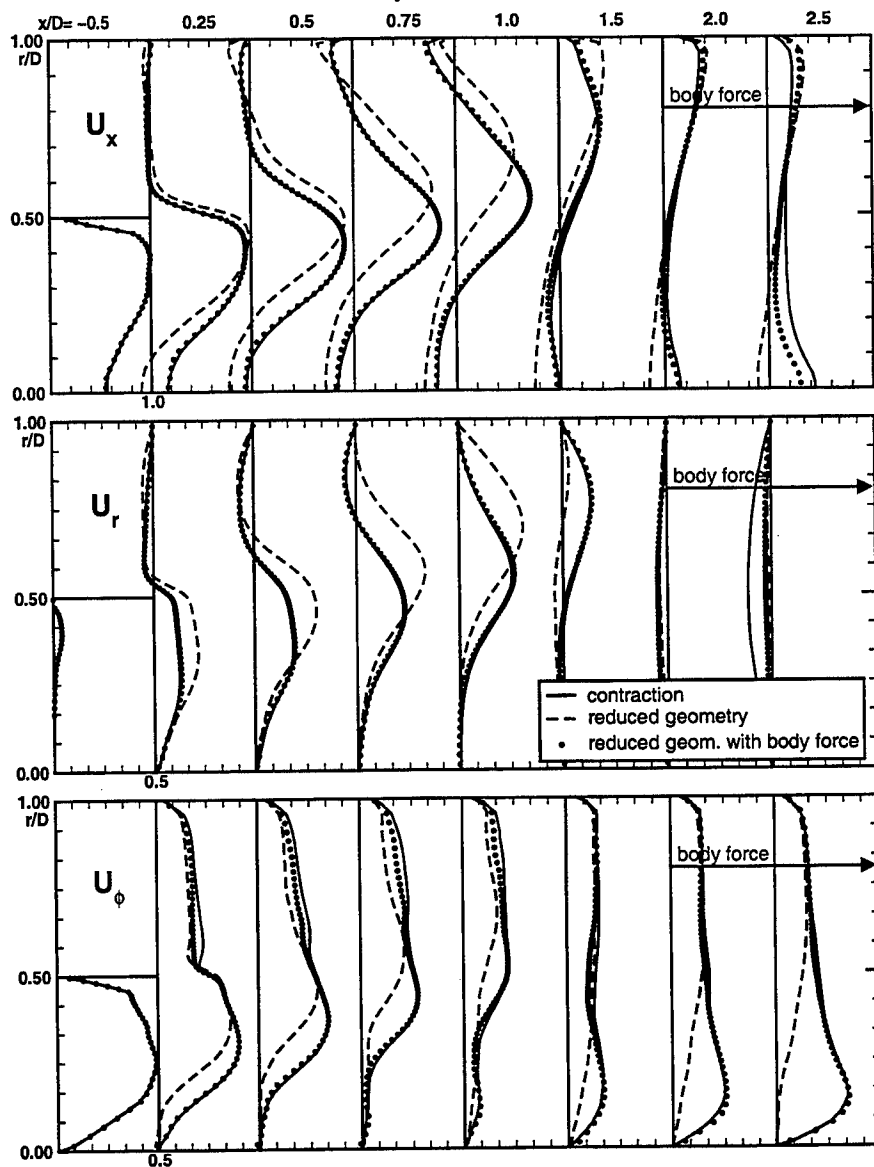 x/D= −0.5 0.25 0.5 0.75 1.0 1.5 2.0 2.5
1.00
r/D
body force
U_x
0.50
0.00
1.0
1.00
r/D
body force
U_r
0.50
contraction
reduced geometry
reduced geom. with body force
0.00
0.5
1.00
r/D
body force
U_ϕ
0.50
0.00
0.5